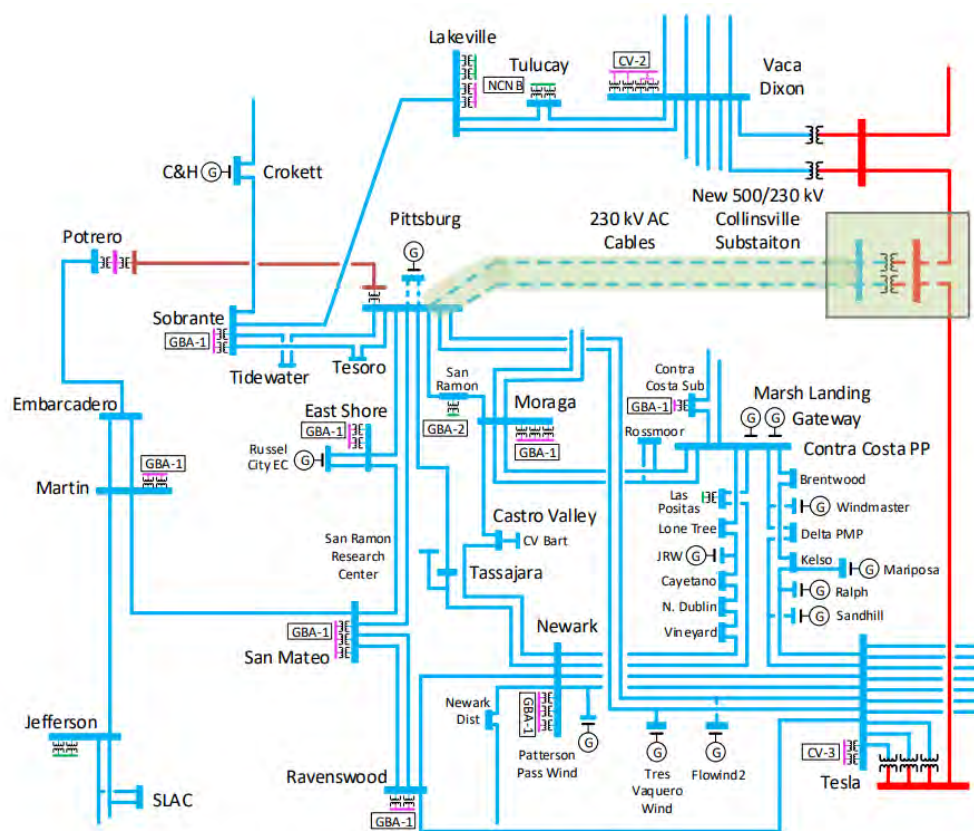 Lakeville
Tulucay
NCNB
CV-2
Vaca
Dixon
C&H
G
Crokett
Potrero
Pittsburg
G
230 kV AC
Cables
New 500/230 kV
Collinsville
Substaiton
Sobrante
GBA-1
Tidewater
Tesoro
San
Ramon
GBA-2
Moraga
GBA-1
Contra
Costa Sub
GBA-1
Rossmoor
Marsh Landing
Gateway
G
G
Contra Costa PP
Embarcadero
East Shore
GBA-1
Russel
City EC
G
Martin
GBA-1
Brentwood
G
Windmaster
Delta PMP
Kelso
G
Mariposa
G
Ralph
G
Sandhill
Las
Positas
Lone Tree
JRW
G
Cayetano
N. Dublin
Vineyard
San Ramon
Research
Center
Castro Valley
CV Bart
Tassajara
GBA-1
San Mateo
Newark
GBA-1
Newark
Dist
Patterson
Pass Wind
G
G
Tres
Vaquero
Wind
G
Flowind2
CV-3
Tesla
Jefferson
SLAC
Ravenswood
GBA-1